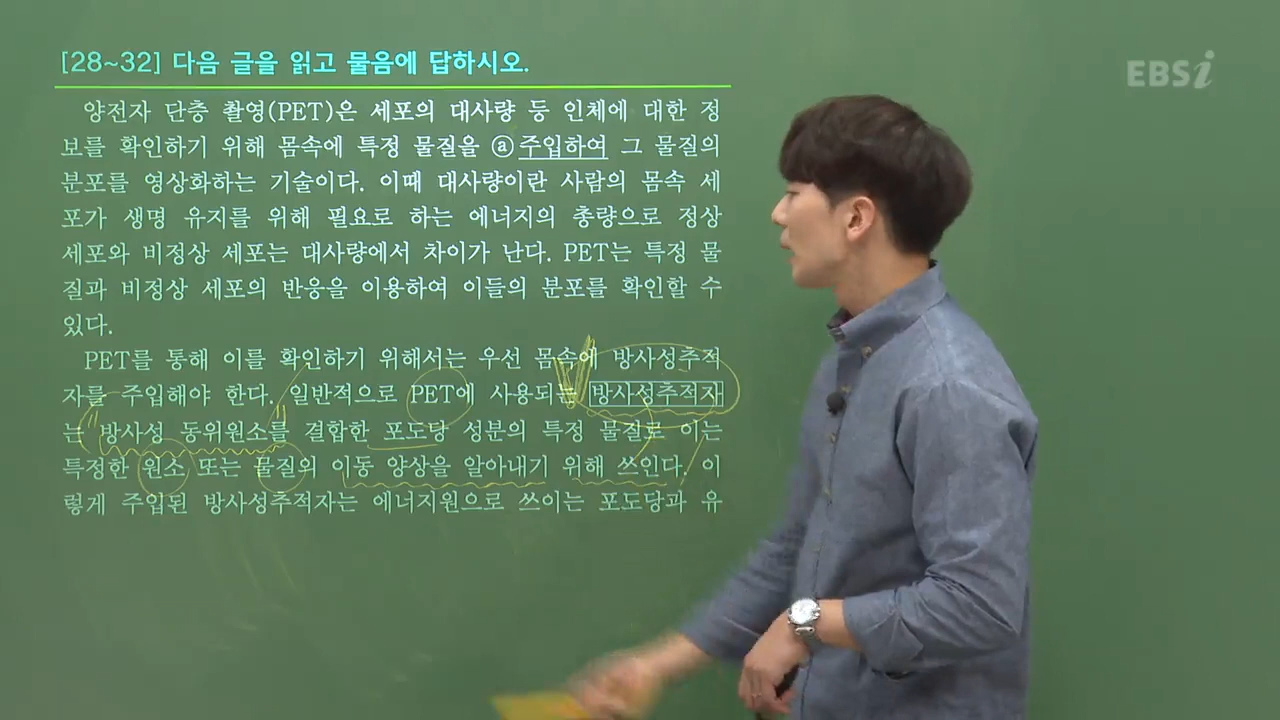 [28~32] 다음 글을 읽고 물음에 답하시오.
EBSi
양전자 단층 촬영(PET)은 세포의 대사량 등 인체에 대한 정
보를 확인하기 위해 몸속에 특정 물질을 ⓐ주입하여 그 물질의
분포를 영상화하는 기술이다. 이때 대사량이란 사람의 몸속 세
포가 생명 유지를 위해 필요로 하는 에너지의 총량으로 정상
세포와 비정상 세포는 대사량에서 차이가 난다. PET는 특정 물
질과 비정상 세포의 반응을 이용하여 이들의 분포를 확인할 수
있다.
PET를 통해 이를 확인하기 위해서는 우선 몸속에 방사성추적
자를 주입해야 한다. 일반적으로 PET에 사용되는 방사성추적자
는 방사성 동위원소를 결합한 포도당 성분의 특정 물질로 이는
특정한 원소 또는 물질의 이동 양상을 알아내기 위해 쓰인다. 이
렇게 주입된 방사성추적자는 에너지원으로 쓰이는 포도당과 유